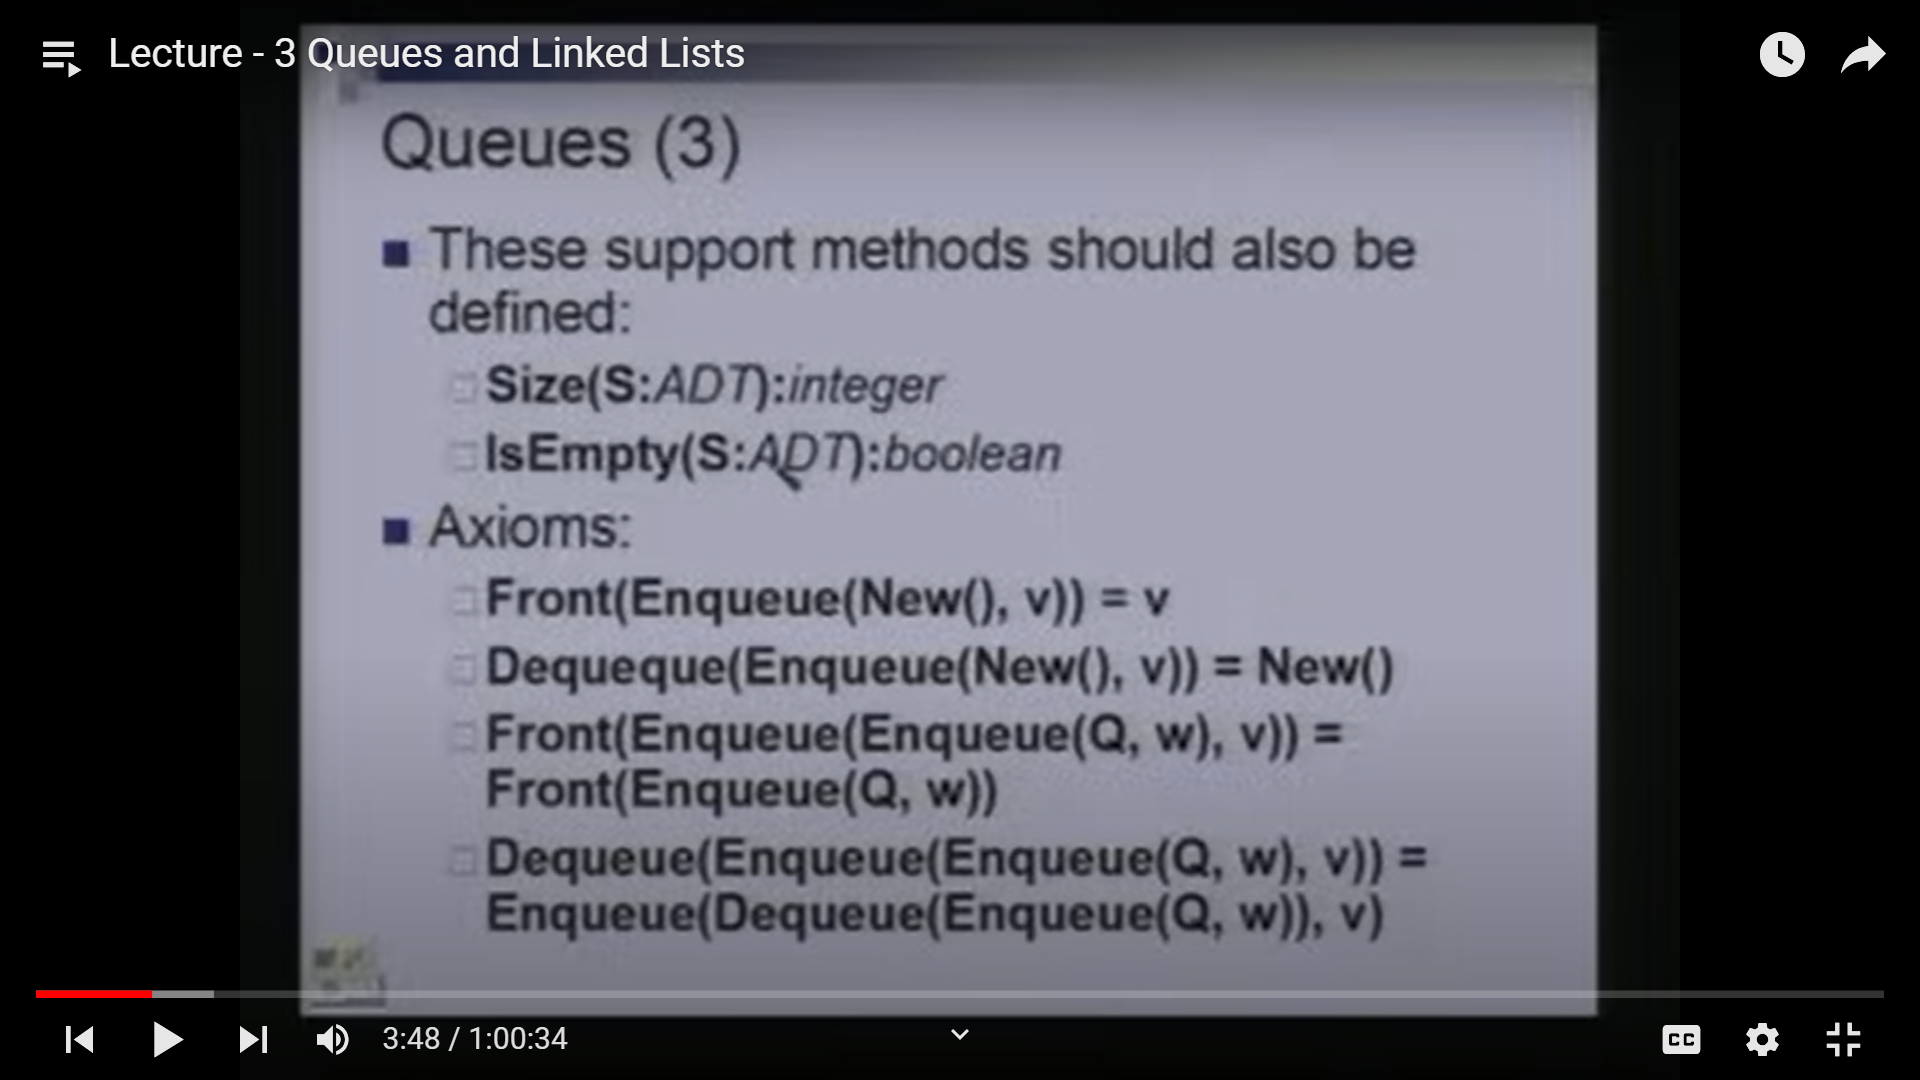 Lecture - 3 Queues and Linked Lists
Queues (3)
These support methods should also be
defined:
Size(S:ADT):integer
IsEmpty(S:ADT):boolean
Axioms:
Front(Enqueue(New(), v)) = v
Dequeque(Enqueue(New(), v)) = New()
Front(Enqueue(Enqueue(Q, w), v)) =
Front(Enqueue(Q, w))
Dequeue(Enqueue(Enqueue(Q, w), v)) =
Enqueue(Dequeue(Enqueue(Q, w)), v)
3:48 / 1:00:34
CC